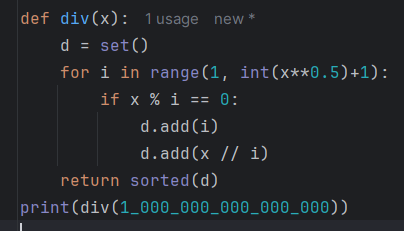 def div(x): 1 usage new *
    d = set()
    for i in range(1, int(x**0.5)+1):
        if x % i == 0:
            d.add(i)
            d.add(x // i)
    return sorted(d)
print(div(1_000_000_000_000_000))